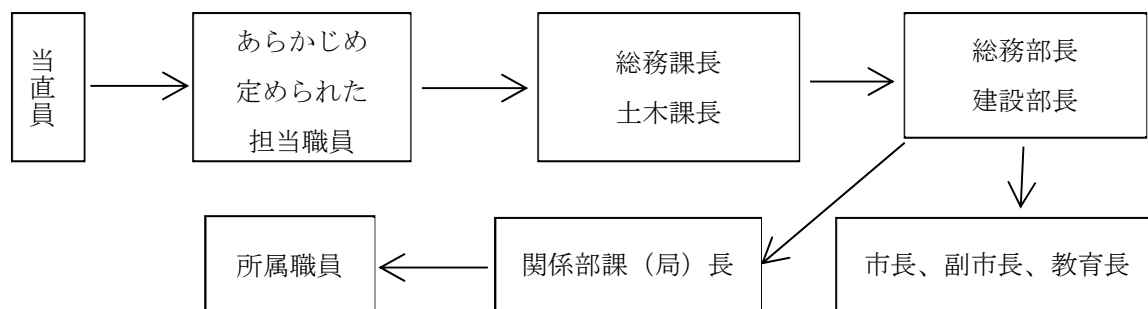 当直員
あらかじめ
定められた
担当職員
総務課長
土木課長
総務部長
建設部長
所属職員
関係部課（局）長
市長、副市長、教育長